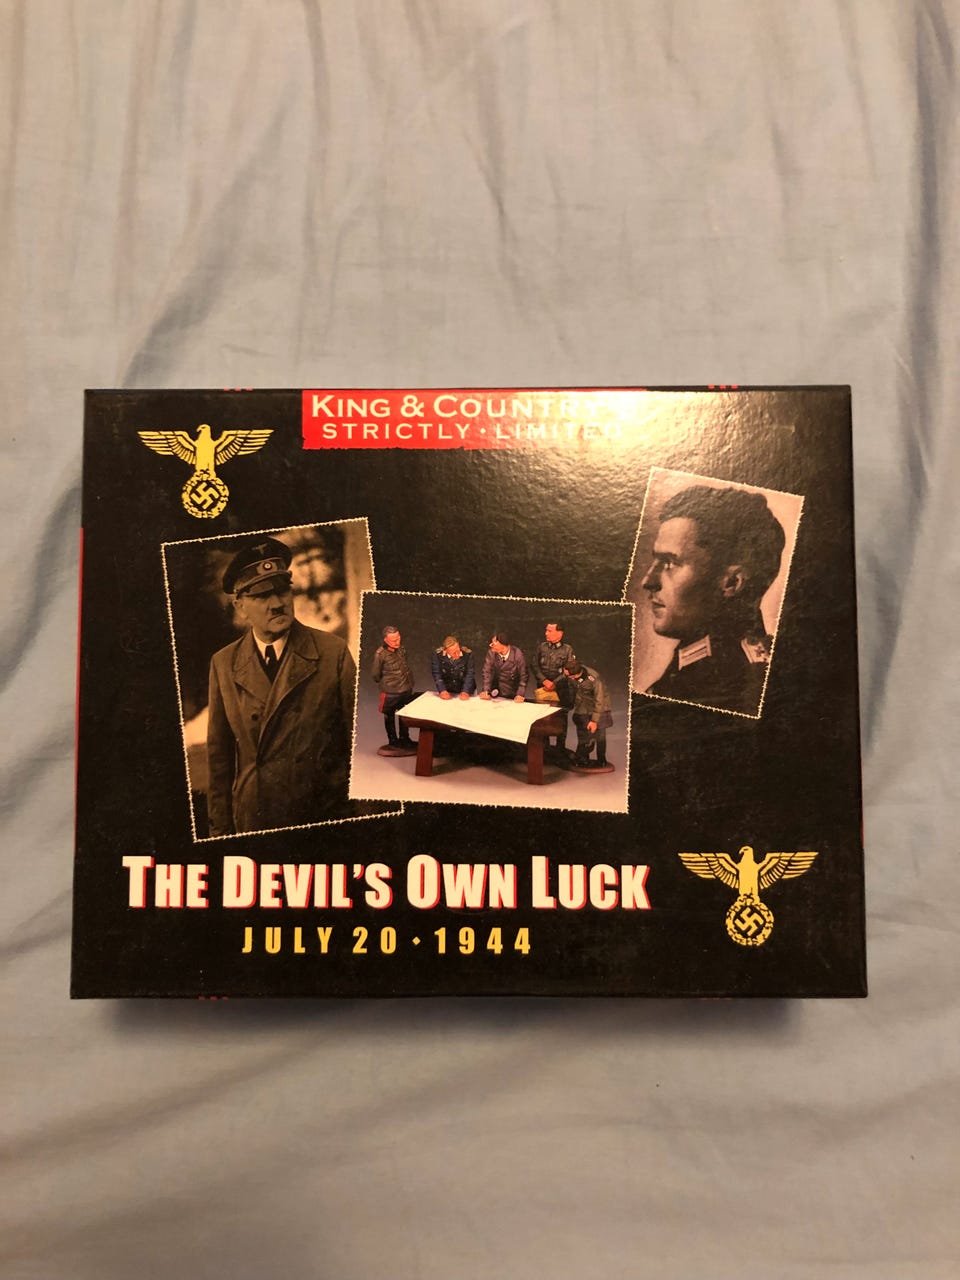 KING & COUNTRY'S
STRICTLY · LIMITED
THE DEVIL'S OWN LUCK
JULY 20 · 1944